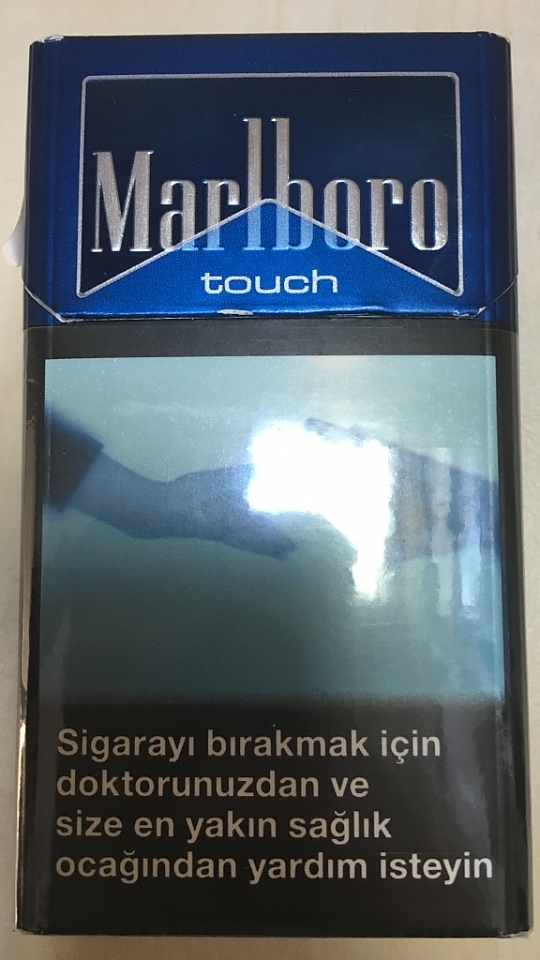 Marlboro
touch
Sigarayı bırakmak için
doktorunuzdan ve
size en yakın sağlık
ocağından yardım isteyin